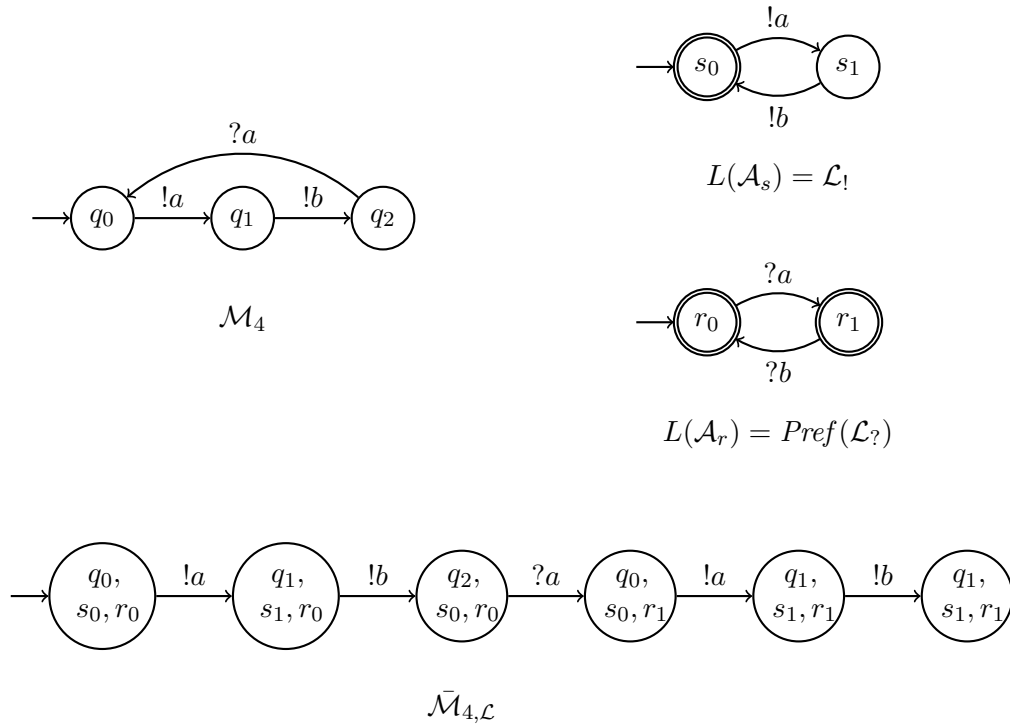 !a
s₀ s₁
!b
L(𝒜ₛ) = ℒ!
?a
q₀ !a q₁ !b q₂
ℳ₄
?a
r₀ r₁
?b
L(𝒜ᵣ) = Pref(ℒ?)
q₀, s₀, r₀ !a q₁, s₁, r₀ !b q₂, s₀, r₀ ?a q₀, s₀, r₁ !a q₁, s₁, r₁ !b q₁, s₁, r₁
ℳ̄₄,ℒ